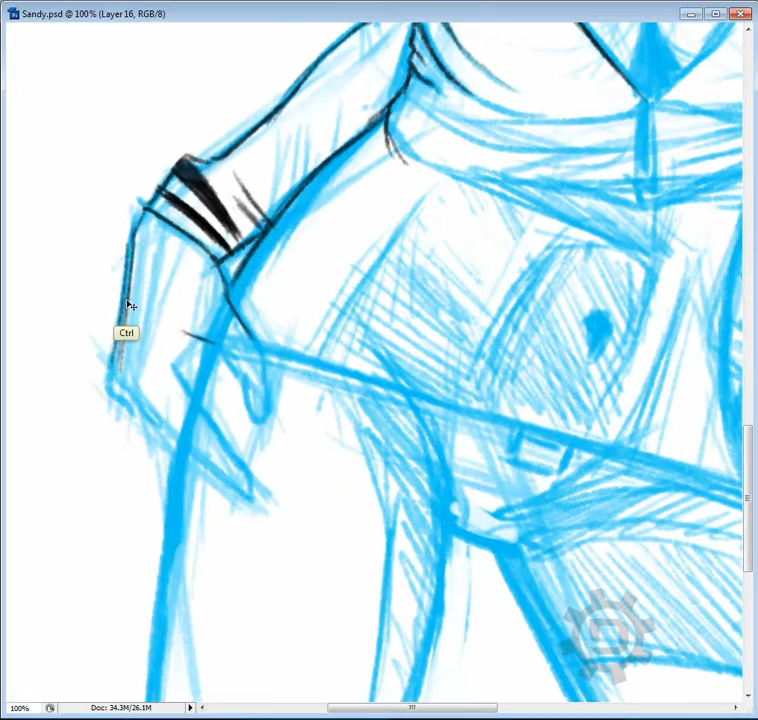 Sandy.psd @ 100% (Layer 16, RGB/8)
Ctrl
100%
Doc: 34.3M/26.1M